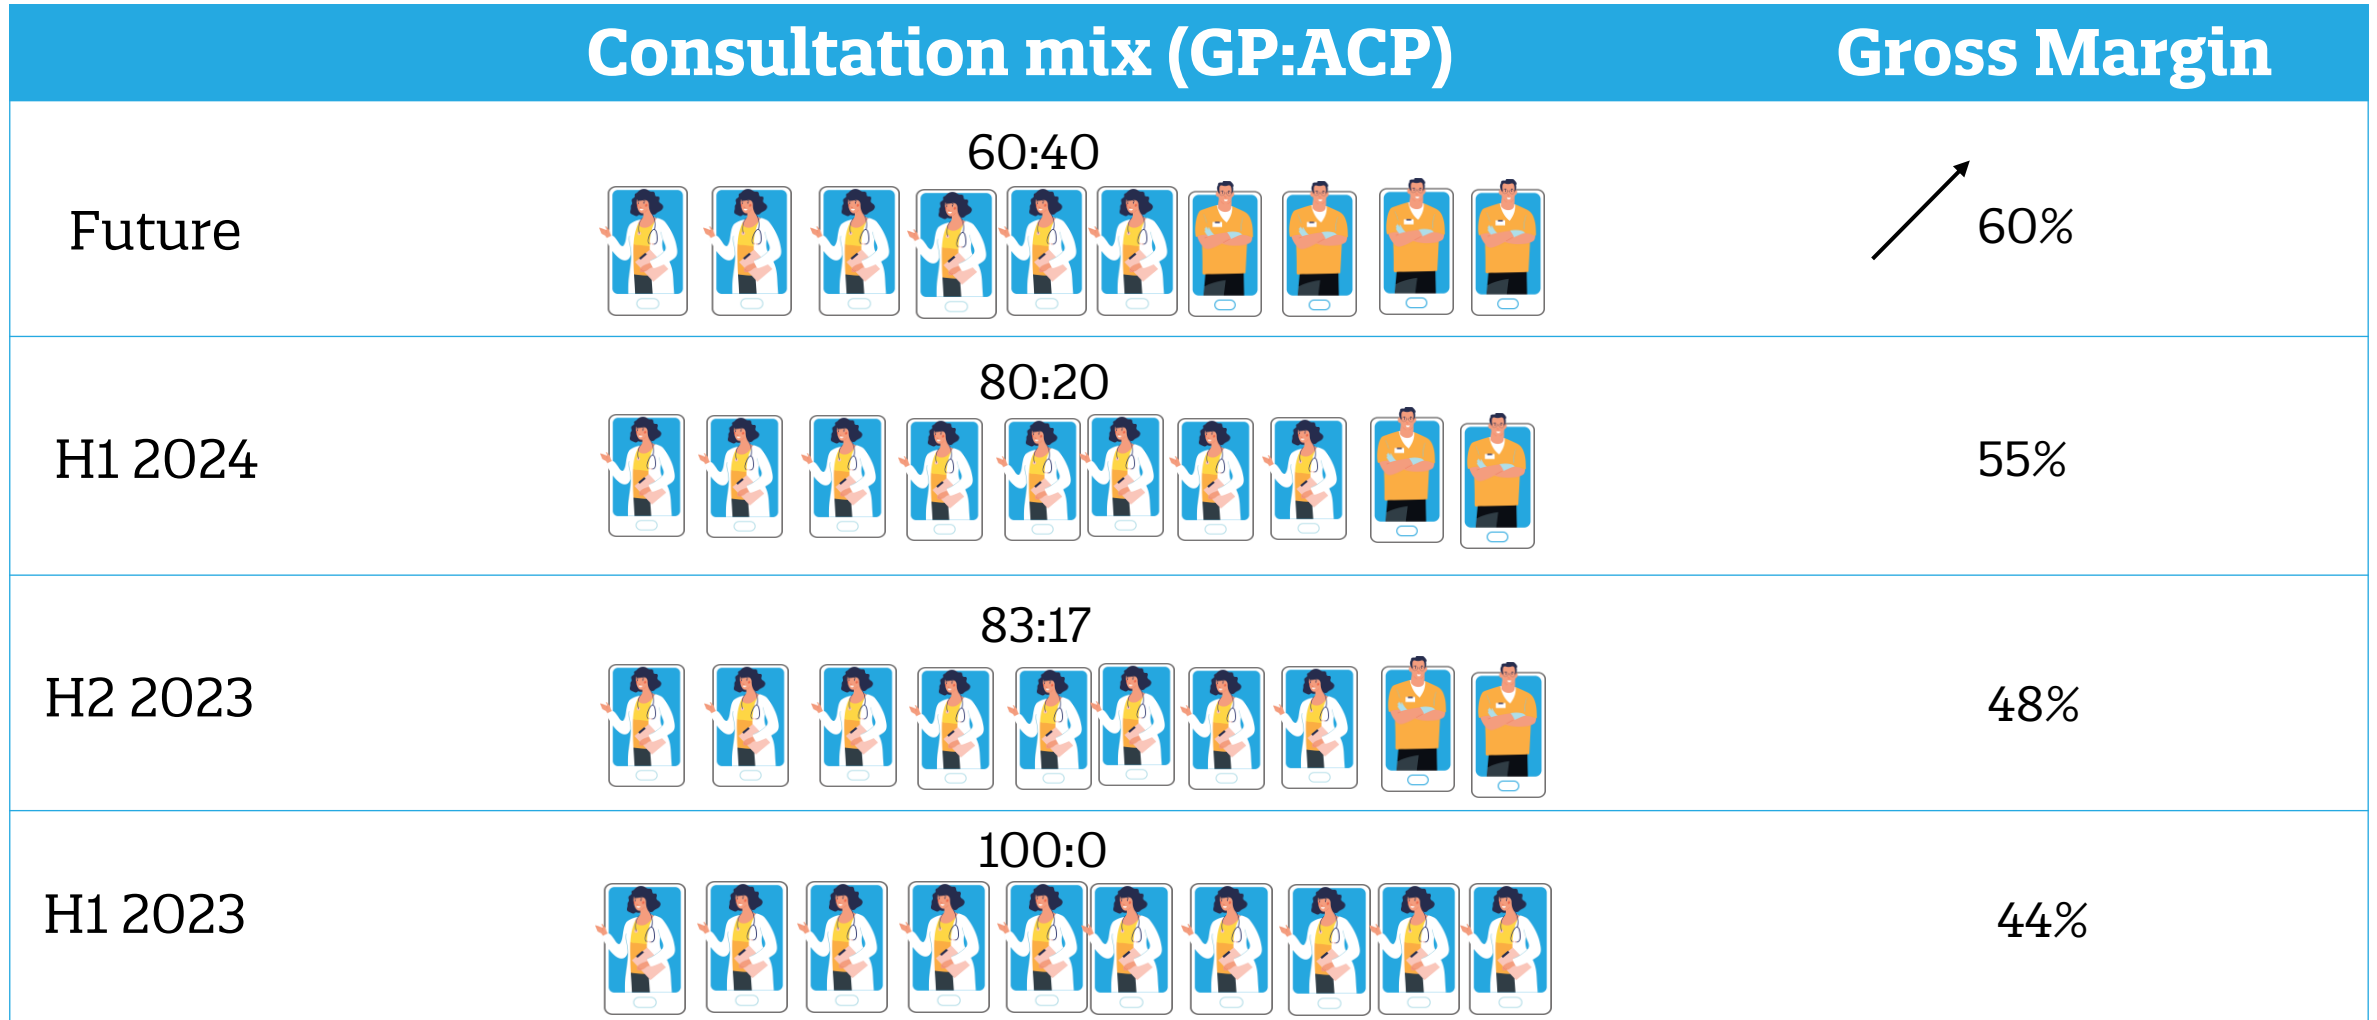 Consultation mix (GP:ACP) Gross Margin
60:40
Future 60%
80:20
H1 2024 55%
83:17
H2 2023 48%
100:0
H1 2023 44%